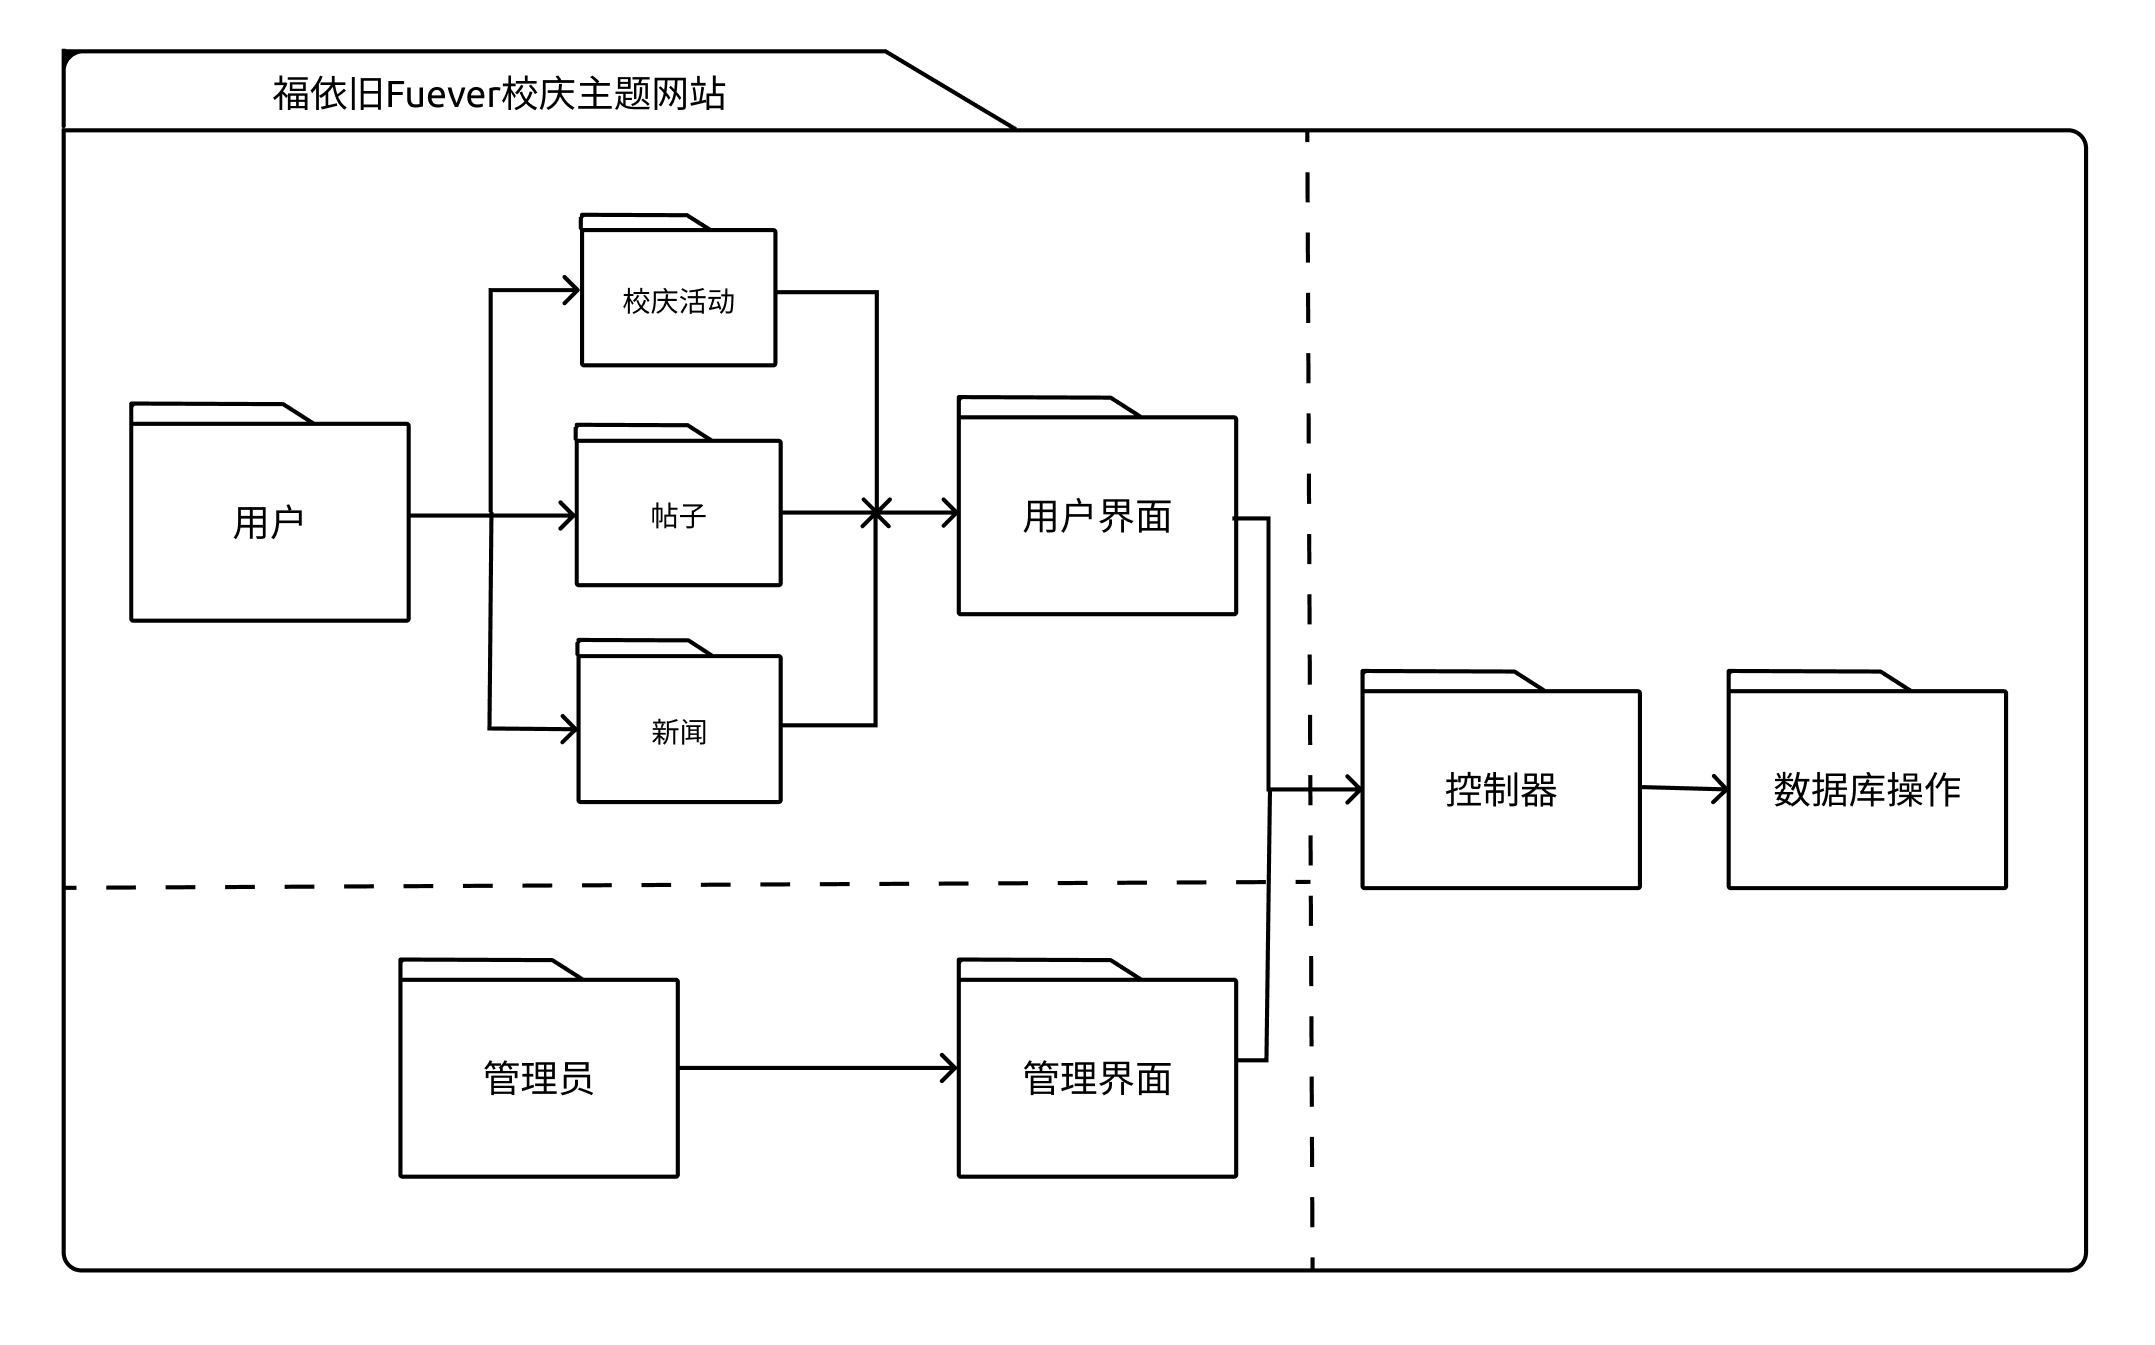 福依旧Fuever校庆主题网站
校庆活动
用户
帖子
用户界面
新闻
控制器
数据库操作
管理员
管理界面